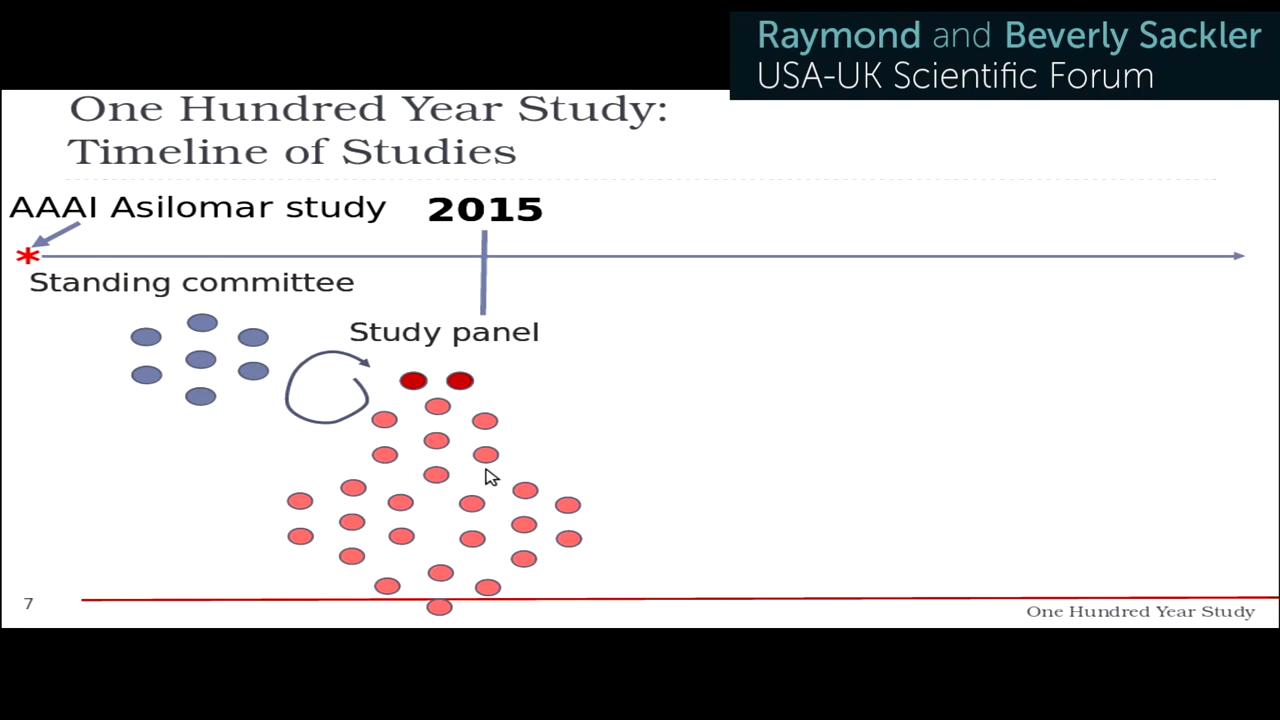 Raymond and Beverly Sackler
USA-UK Scientific Forum
One Hundred Year Study:
Timeline of Studies
AAAI Asilomar study
2015
*
Standing committee
Study panel
7
One Hundred Year Study